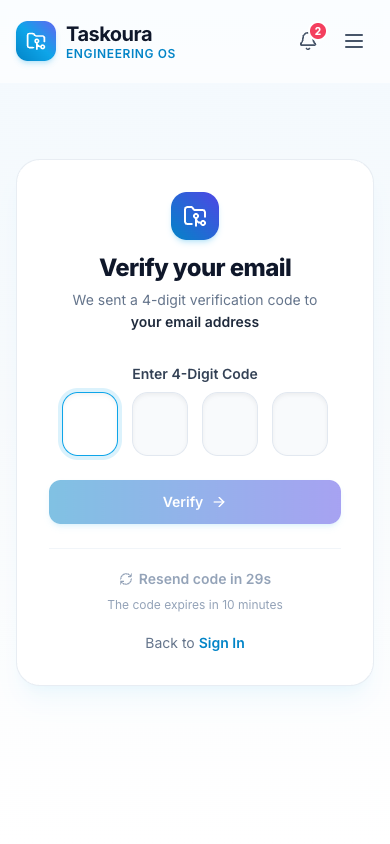 Taskoura
ENGINEERING OS
2
Verify your email
We sent a 4-digit verification code to
your email address
Enter 4-Digit Code
Verify
Resend code in 29s
The code expires in 10 minutes
Back to Sign In